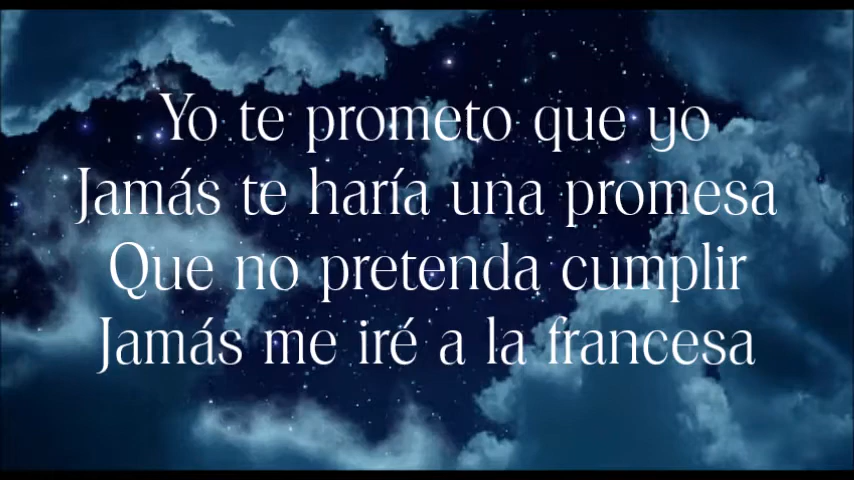 Yo te prometo que yo
Jamás te haría una promesa
Que no pretenda cumplir
Jamás me iré a la francesa